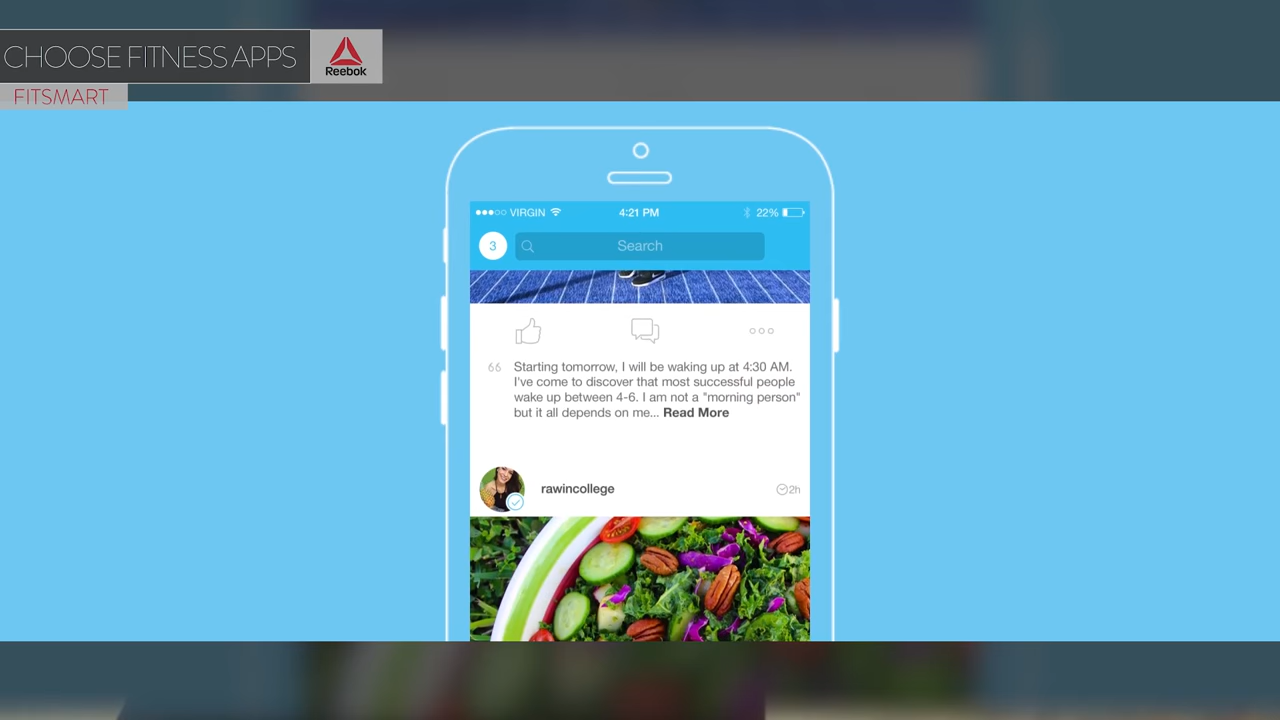 CHOOSE FITNESS APPS
Reebok
FITSMART
VIRGIN 4:21 PM 22%
3 Search
66 Starting tomorrow, I will be waking up at 4:30 AM.
I've come to discover that most successful people
wake up between 4-6. I am not a "morning person"
but it all depends on me... Read More
rawincollege 2h